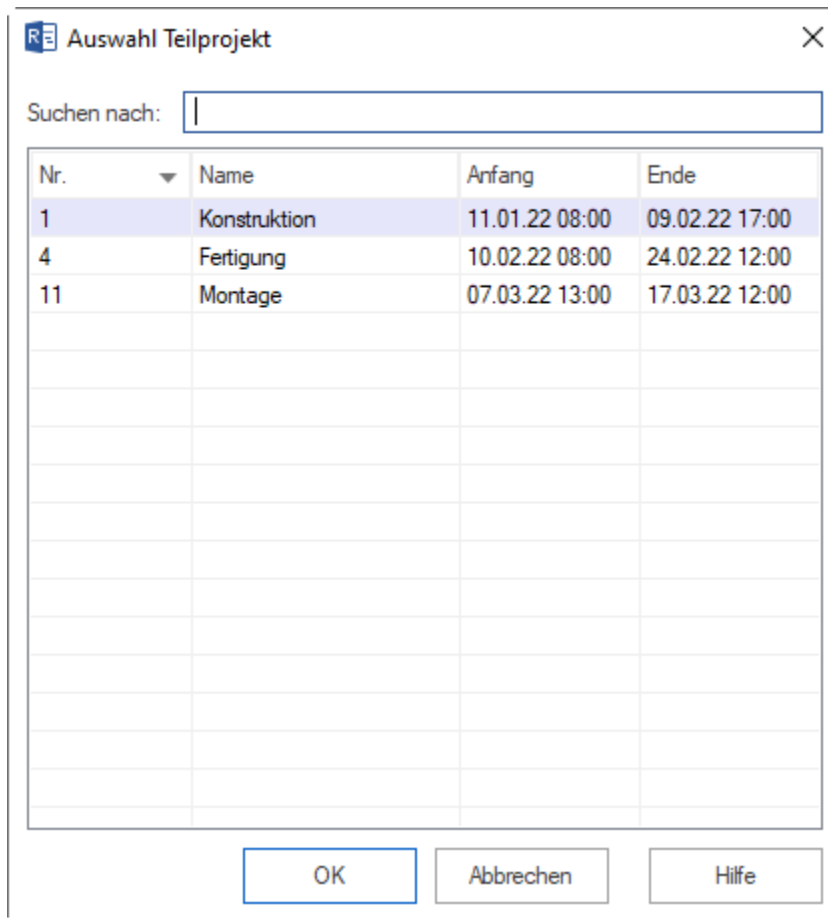 Auswahl Teilprojekt
Suchen nach:
Nr. Name Anfang Ende
1 Konstruktion 11.01.22 08:00 09.02.22 17:00
4 Fertigung 10.02.22 08:00 24.02.22 12:00
11 Montage 07.03.22 13:00 17.03.22 12:00
OK Abbrechen Hilfe